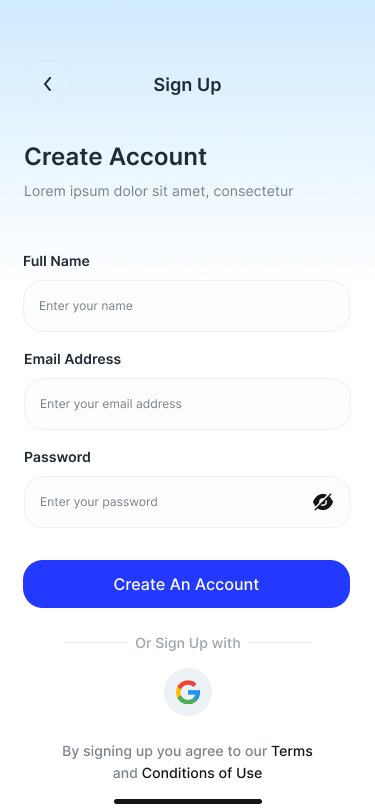 Sign Up
Create Account
Lorem ipsum dolor sit amet, consectetur
Full Name
Enter your name
Email Address
Enter your email address
Password
Enter your password
Create An Account
Or Sign Up with
By signing up you agree to our Terms
and Conditions of Use